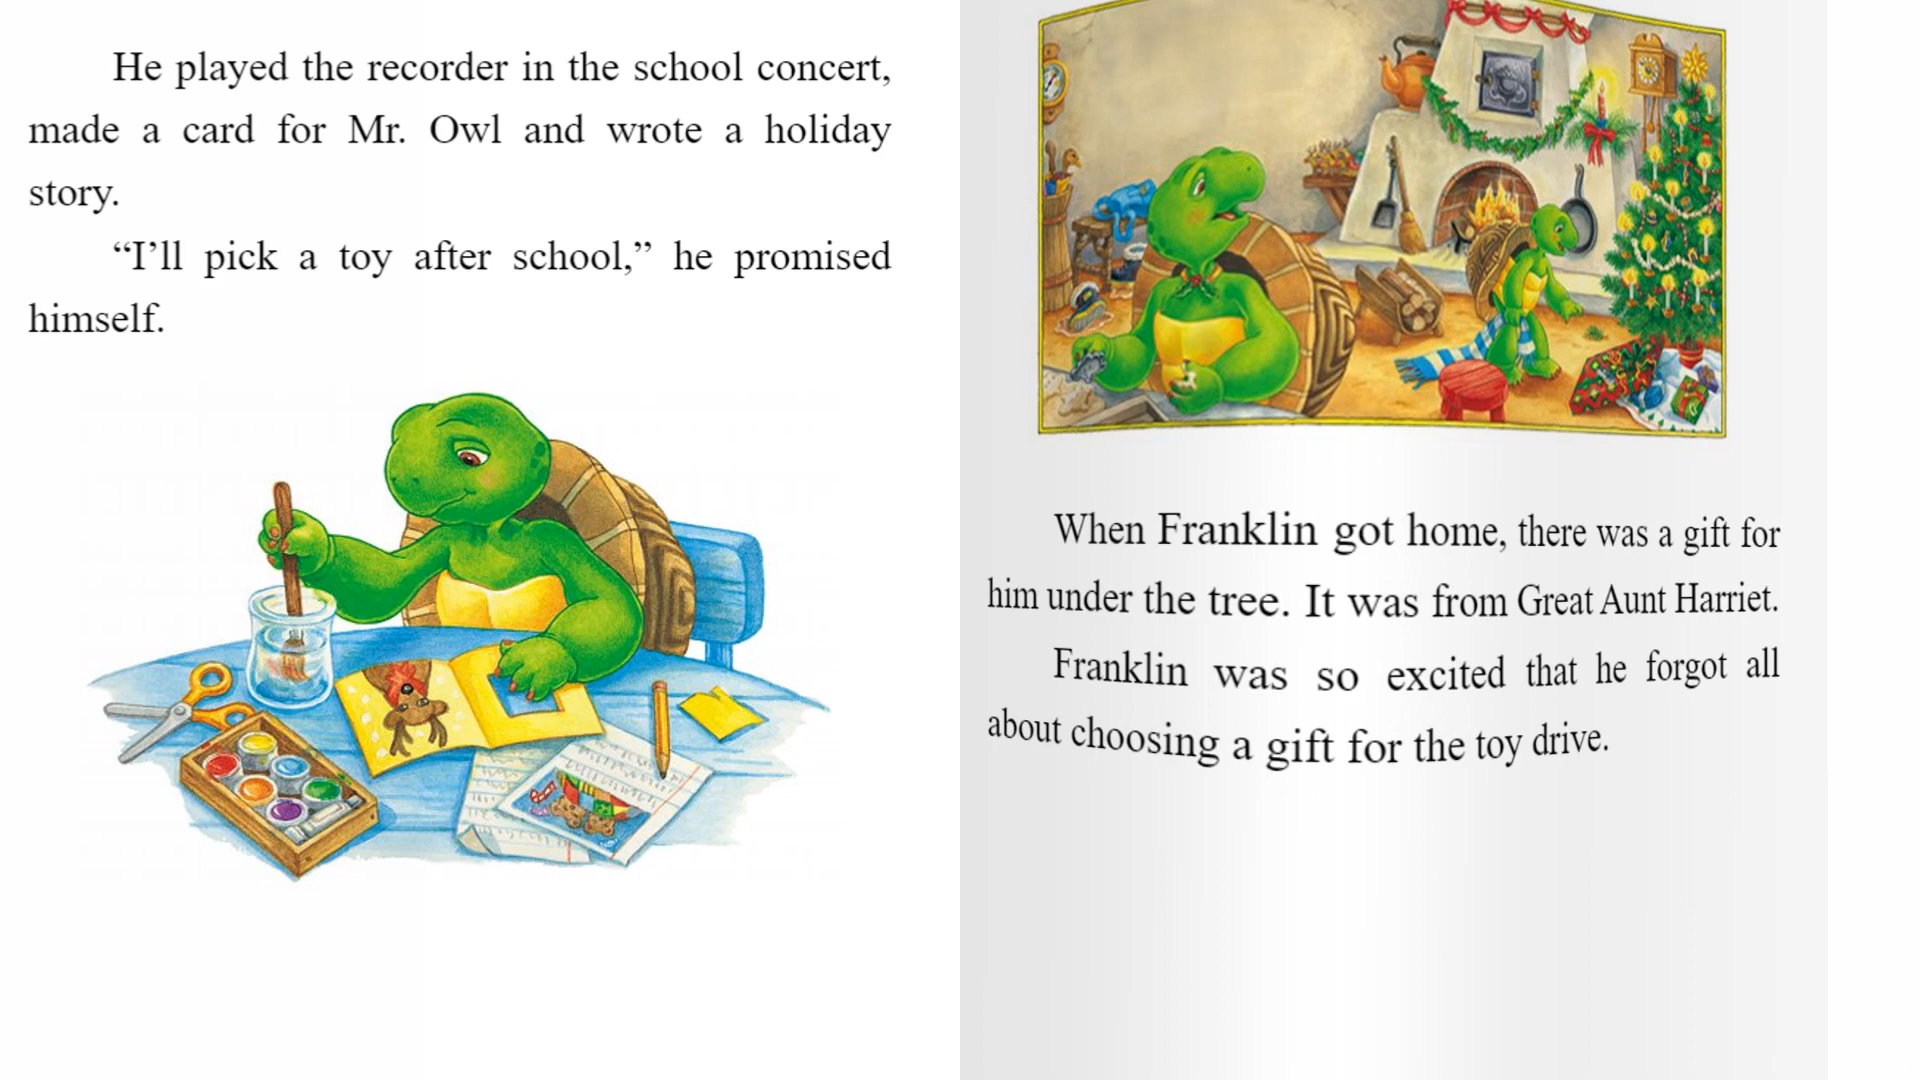 He played the recorder in the school concert,
made a card for Mr. Owl and wrote a holiday
story.
“I’ll pick a toy after school,” he promised
himself.
When Franklin got home, there was a gift for
him under the tree. It was from Great Aunt Harriet.
Franklin was so excited that he forgot all
about choosing a gift for the toy drive.